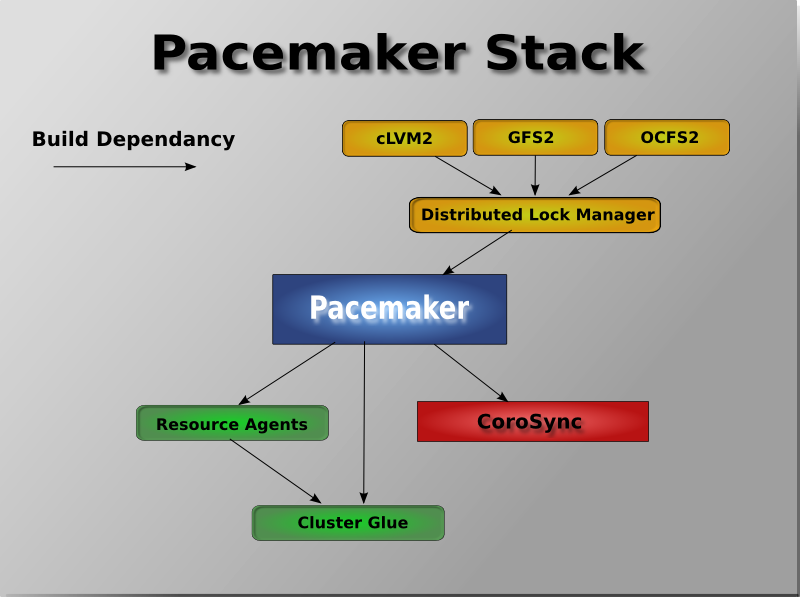 Pacemaker Stack
Build Dependancy
cLVM2
GFS2
OCFS2
Distributed Lock Manager
Pacemaker
Resource Agents
CoroSync
Cluster Glue